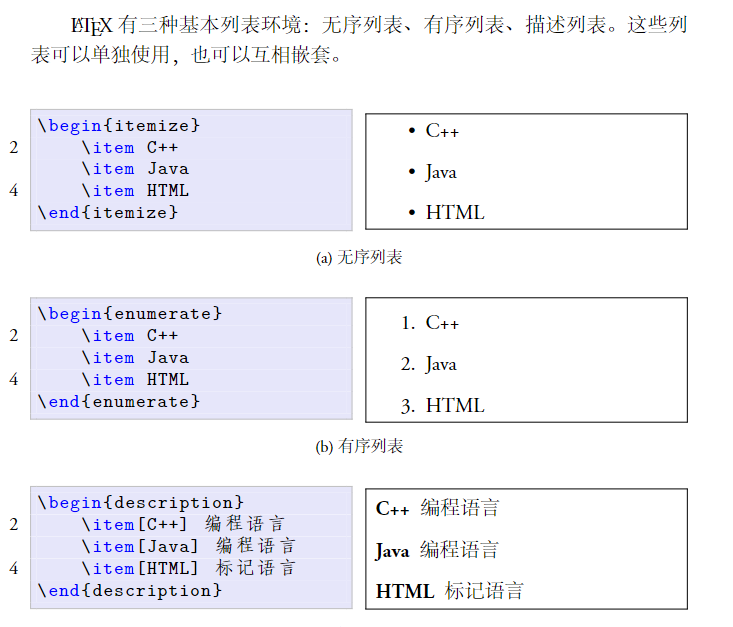 LATEX 有三种基本列表环境：无序列表、有序列表、描述列表。这些列
表可以单独使用，也可以互相嵌套。
\begin{itemize}
2 \item C++
\item Java
4 \item HTML
\end{itemize}
• C++
• Java
• HTML
(a) 无序列表
\begin{enumerate}
2 \item C++
\item Java
4 \item HTML
\end{enumerate}
1. C++
2. Java
3. HTML
(b) 有序列表
\begin{description}
2 \item[C++] 编程语言
\item[Java] 编程语言
4 \item[HTML] 标记语言
\end{description}
C++ 编程语言
Java 编程语言
HTML 标记语言